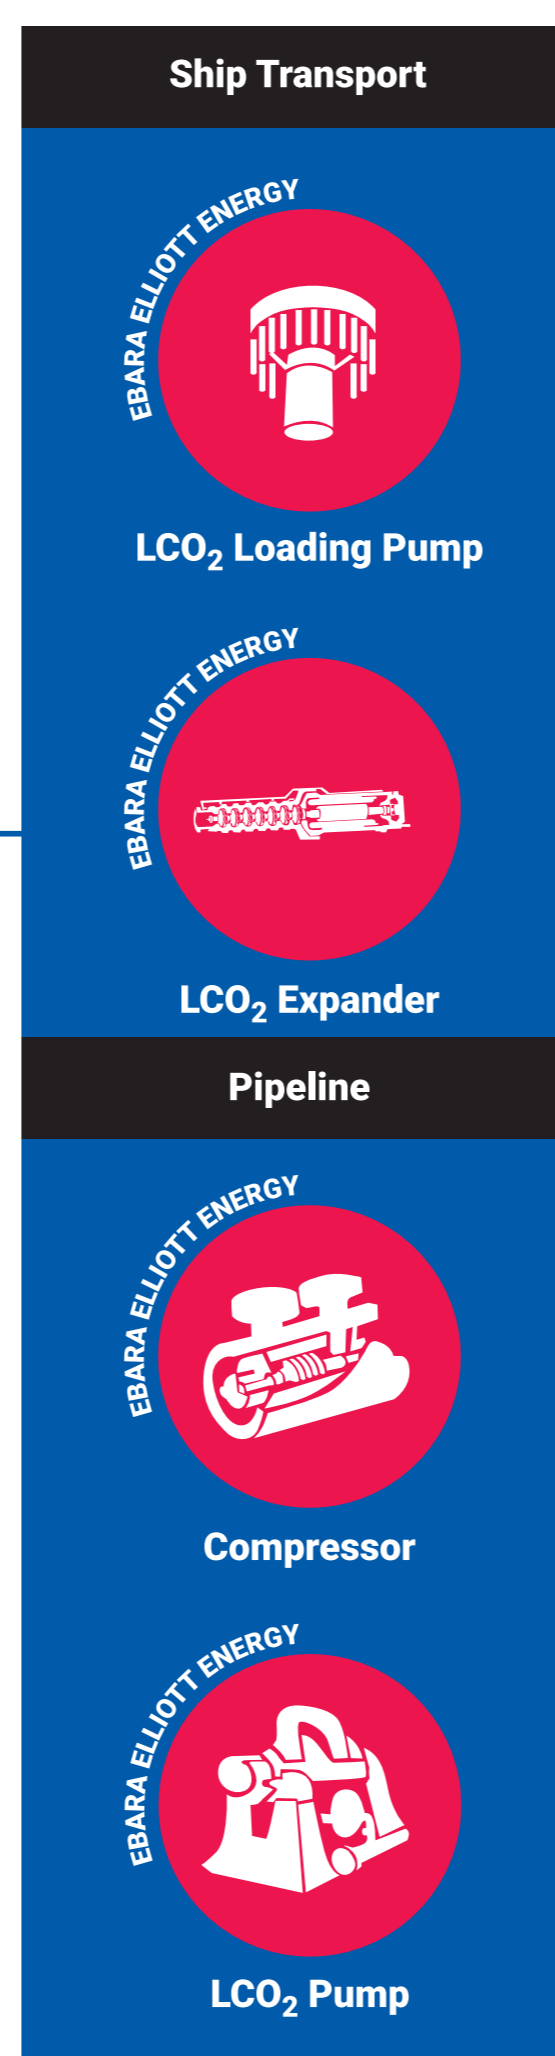 Ship Transport
EBARA ELLIOTT ENERGY
LCO₂ Loading Pump
EBARA ELLIOTT ENERGY
LCO₂ Expander
Pipeline
EBARA ELLIOTT ENERGY
Compressor
EBARA ELLIOTT ENERGY
LCO₂ Pump